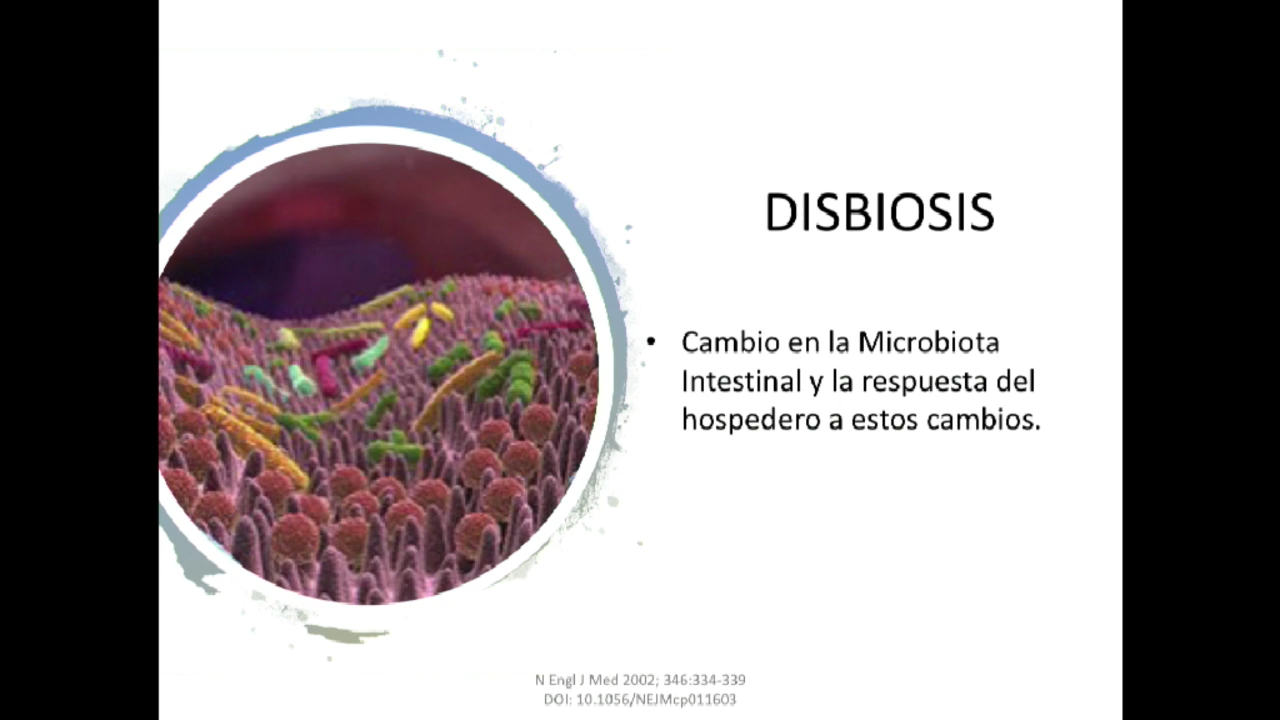 DISBIOSIS
• Cambio en la Microbiota
Intestinal y la respuesta del
hospedero a estos cambios.
N Engl J Med 2002; 346:334-339
DOI: 10.1056/NEJMcp011603